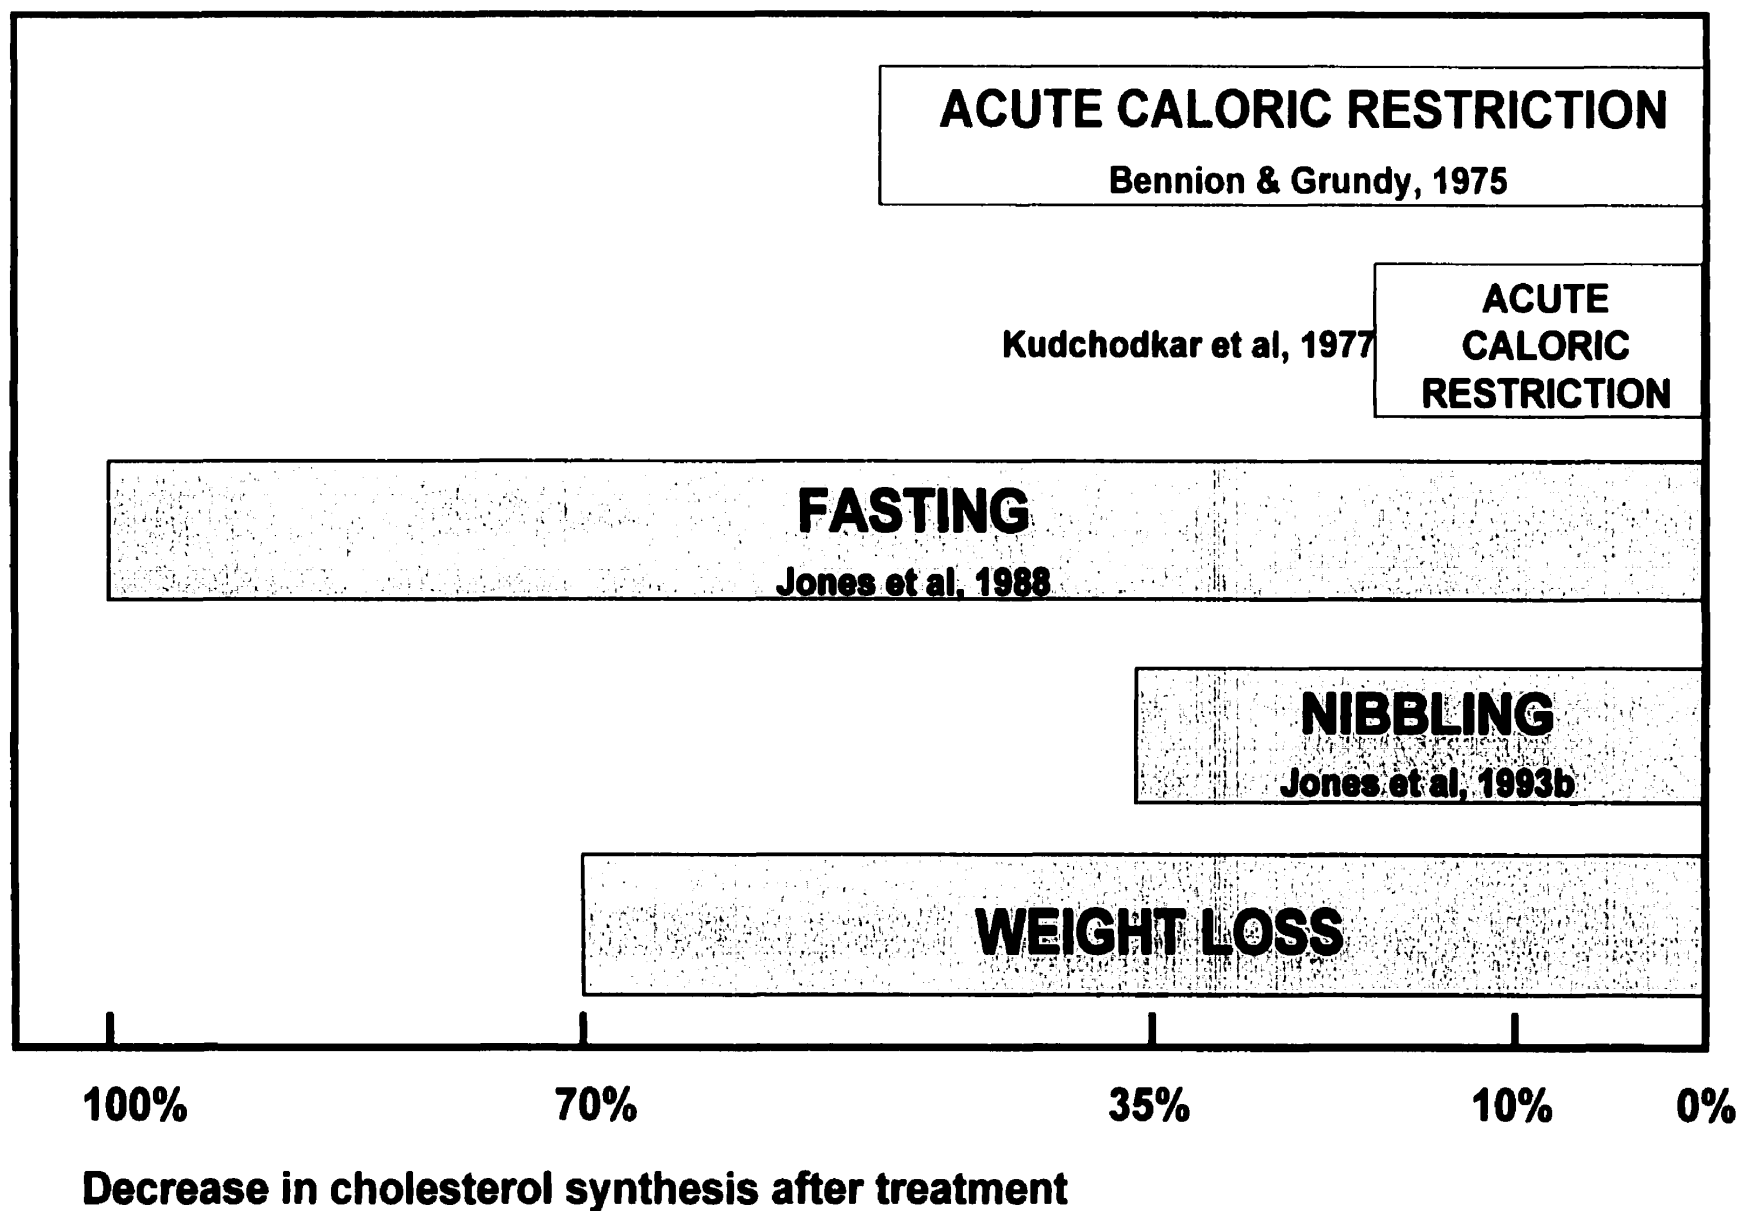 ACUTE CALORIC RESTRICTION
Bennion & Grundy, 1975
Kudchodkar et al, 1977
ACUTE
CALORIC
RESTRICTION
FASTING
Jones et al, 1988
NIBBLING
Jones et al, 1993b
WEIGHT LOSS
100% 70% 35% 10% 0%
Decrease in cholesterol synthesis after treatment